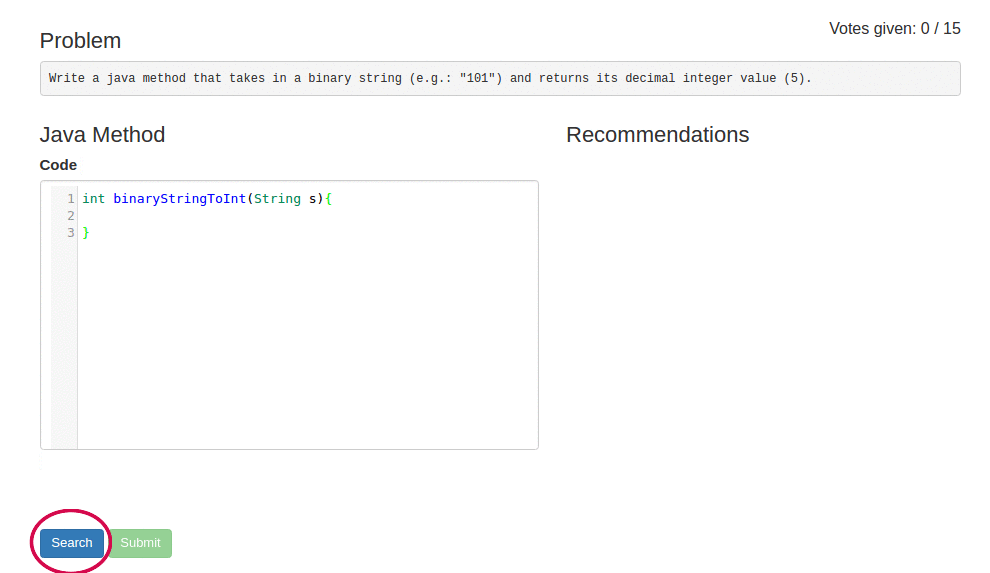 Votes given: 0 / 15
Problem
Write a java method that takes in a binary string (e.g.: "101") and returns its decimal integer value (5).
Java Method
Recommendations
Code
1 int binaryStringToInt(String s){
2
3 }
Search Submit